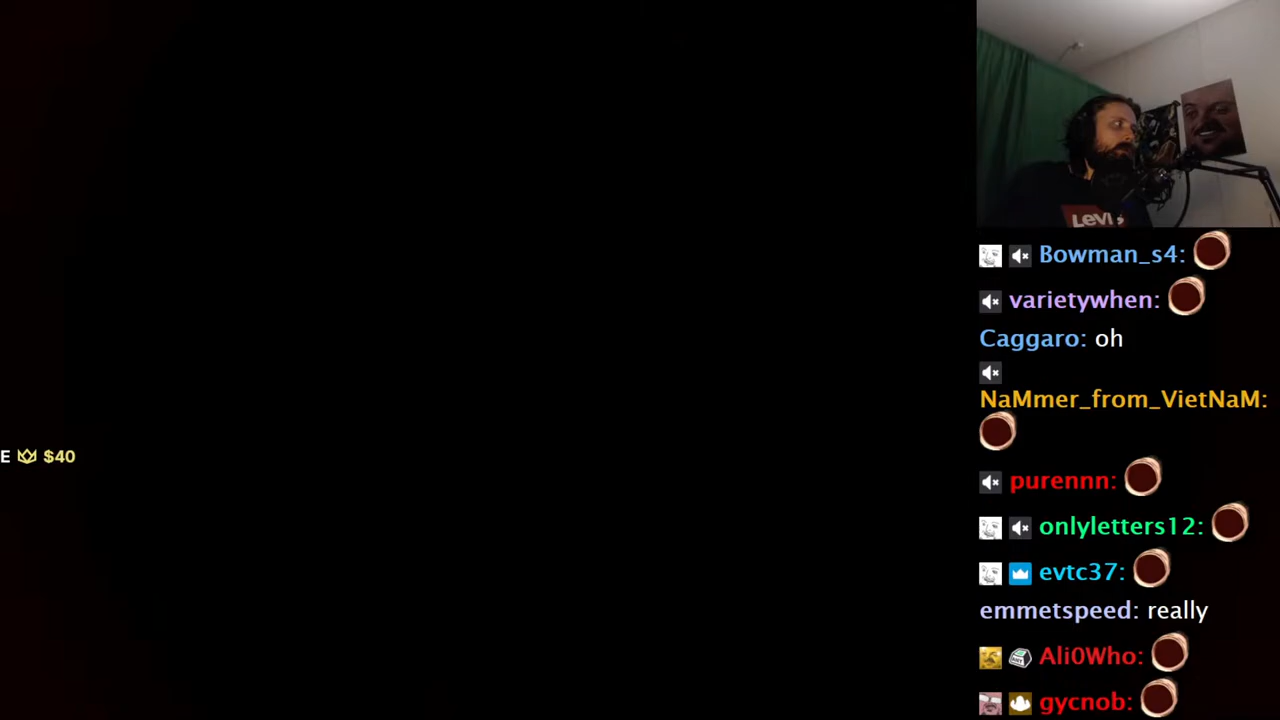 Levi's
Bowman_s4:
varietywhen:
Caggaro: oh
NaMmer_from_VietNaM:
E $40
purennn:
onlyletters12:
evtc37:
emmetspeed: really
Ali0Who:
gycnob: